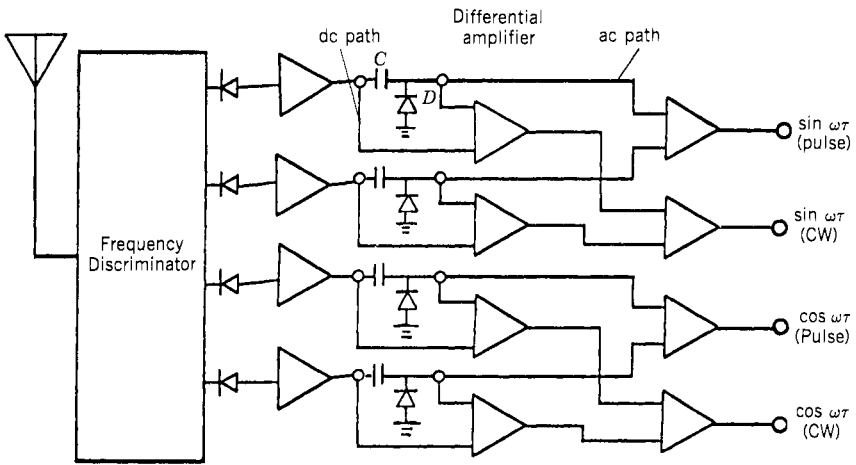 Differential
amplifier
dc path
C
ac path
D
sin ωτ
(pulse)
sin ωτ
(CW)
Frequency
Discriminator
cos ωτ
(Pulse)
cos ωτ
(CW)